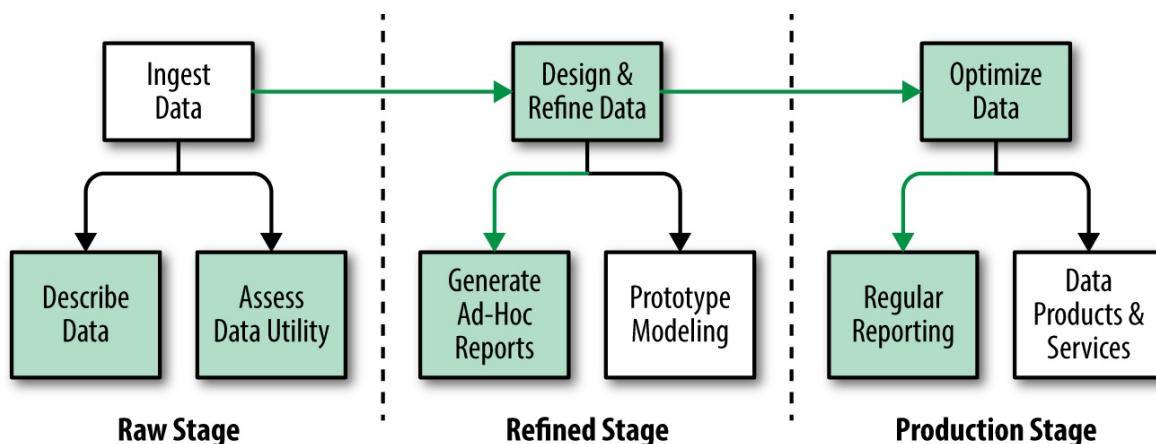 Ingest
Data
Design &
Refine Data
Optimize
Data
Describe
Data
Assess
Data Utility
Generate
Ad-Hoc
Reports
Prototype
Modeling
Regular
Reporting
Data
Products &
Services
Raw Stage
Refined Stage
Production Stage